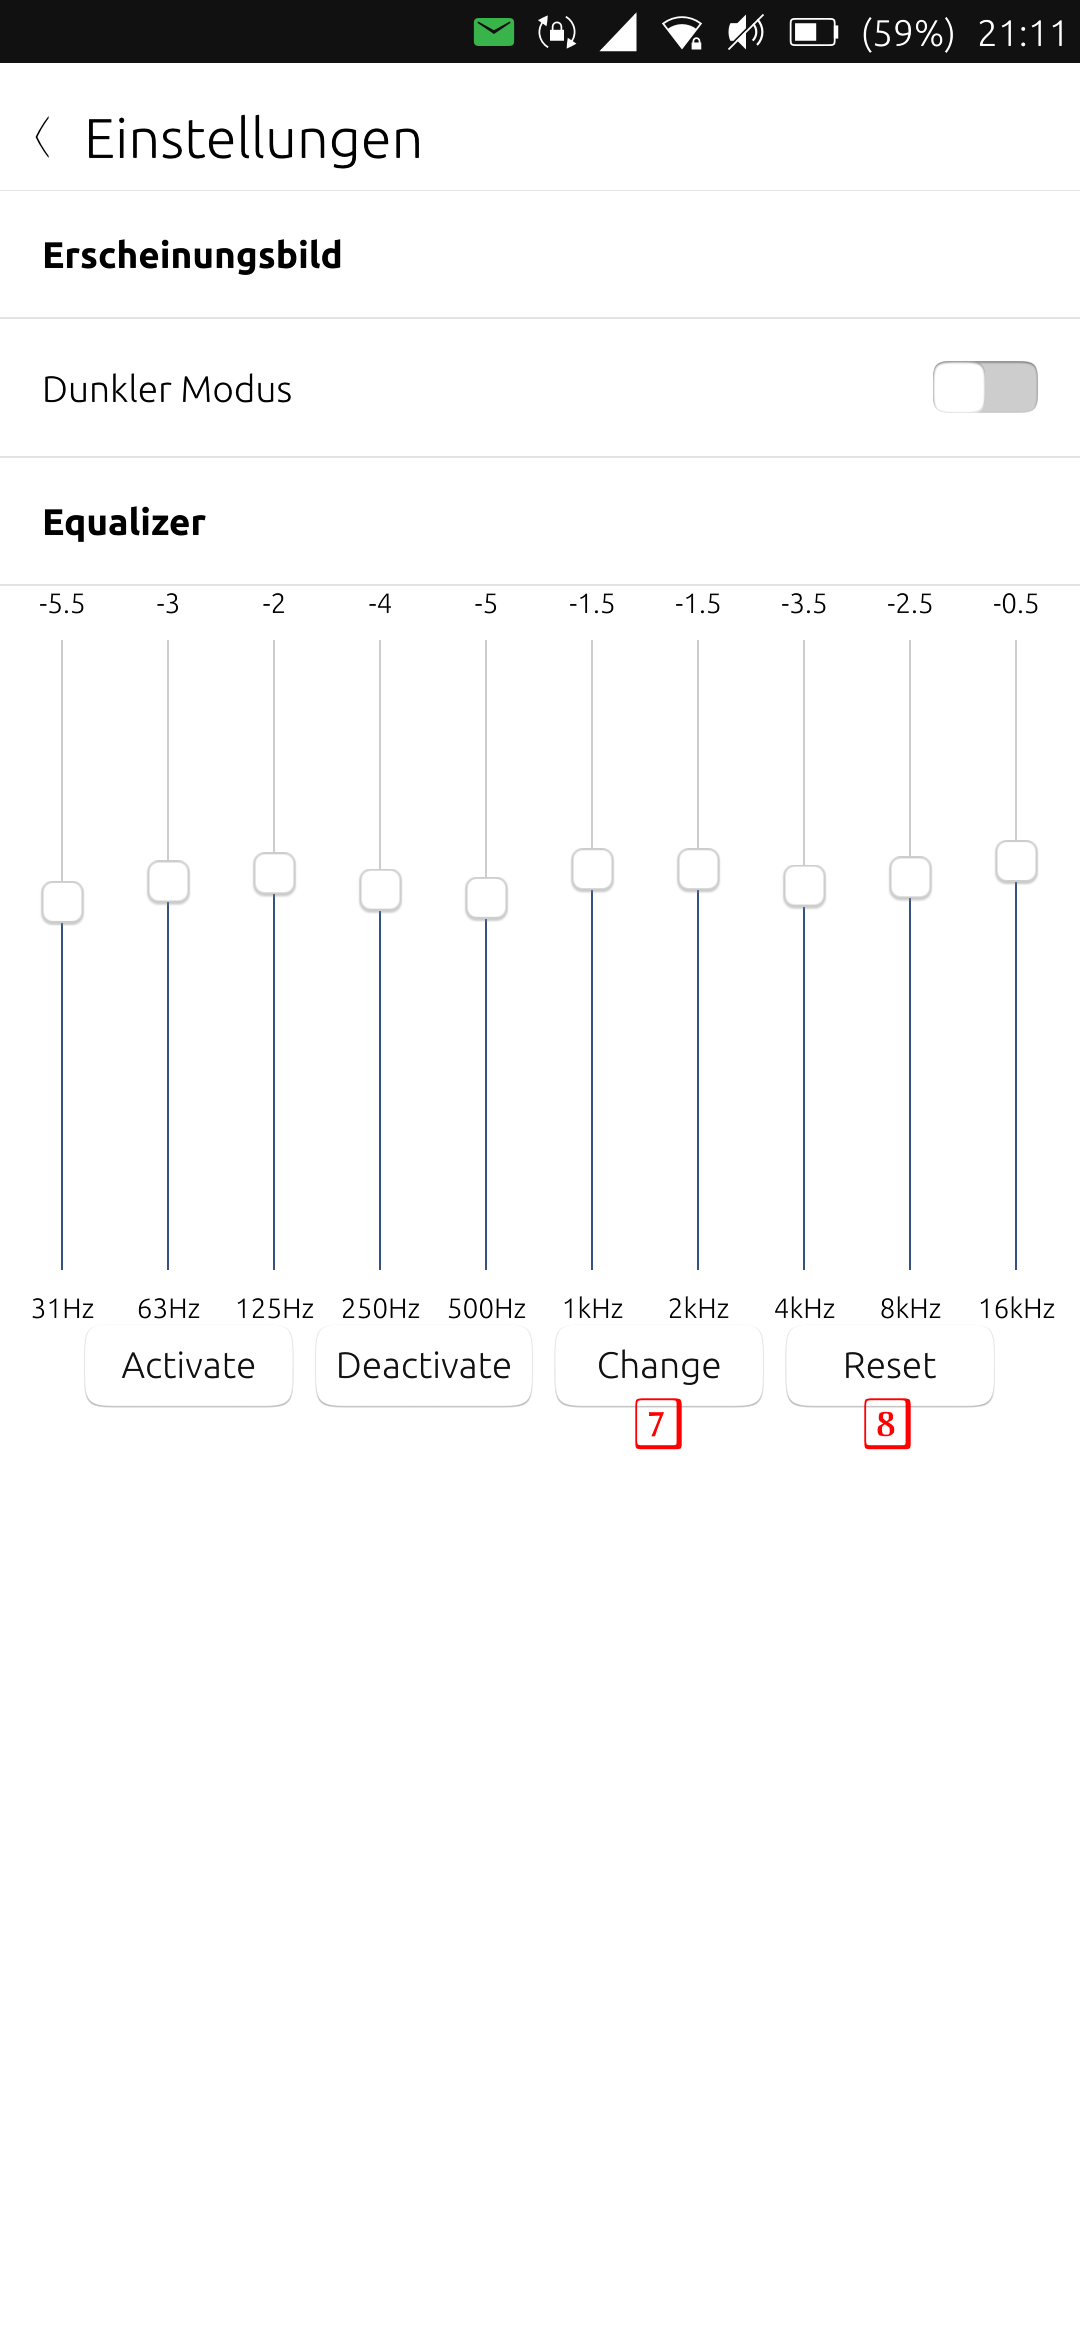 (59%) 21:11
Einstellungen
Erscheinungsbild
Dunkler Modus
Equalizer
-5.5 -3 -2 -4 -5 -1.5 -1.5 -3.5 -2.5 -0.5
31Hz 63Hz 125Hz 250Hz 500Hz 1kHz 2kHz 4kHz 8kHz 16kHz
Activate Deactivate Change Reset
7 8